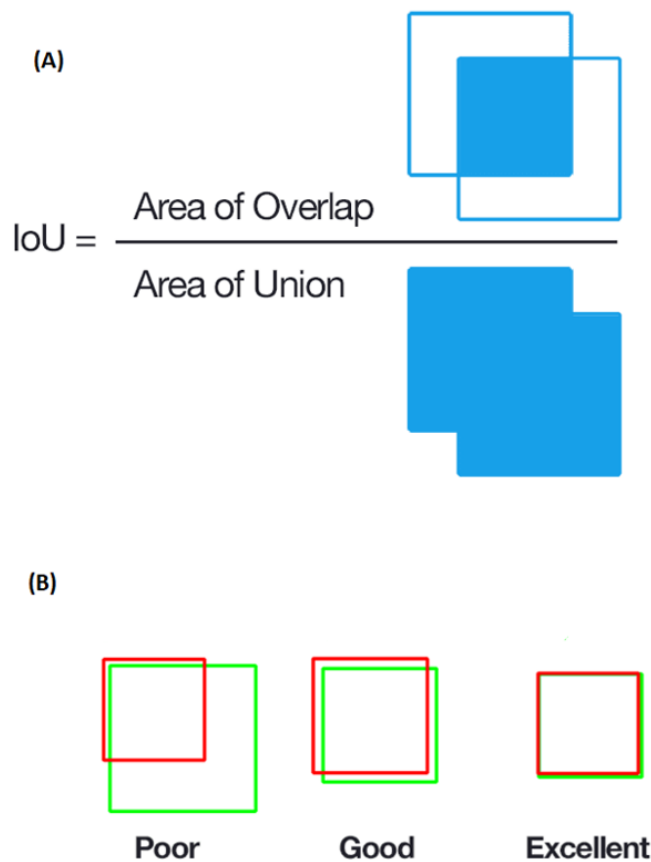 (A)
Area of Overlap
IoU =
Area of Union
(B)
Poor Good Excellent